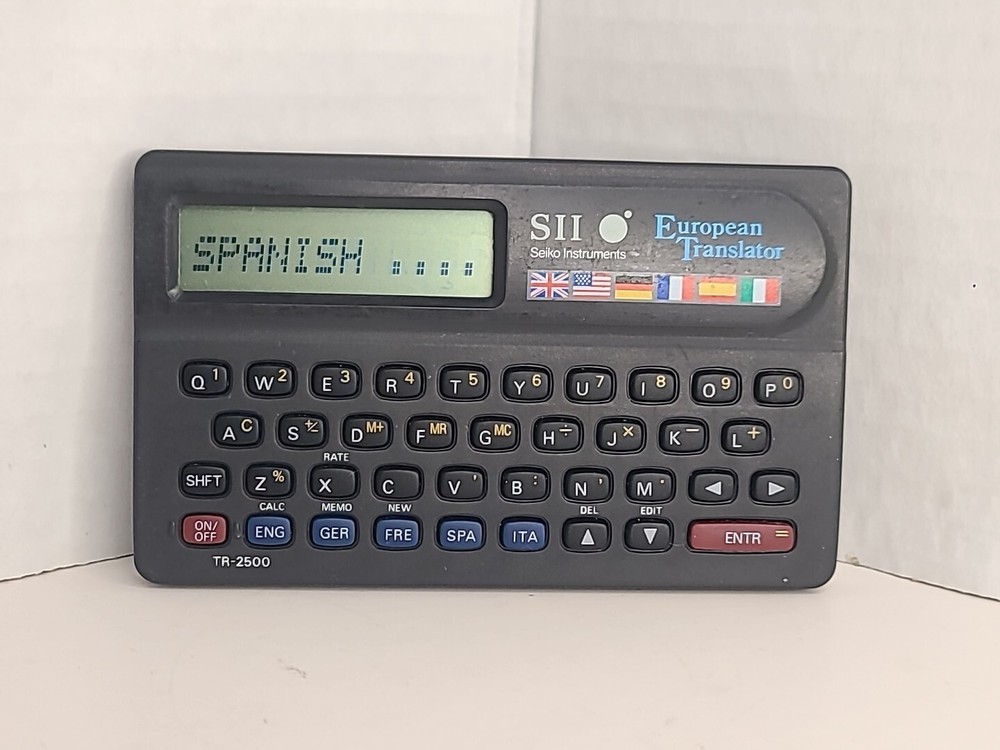 SPANISH ....
SII
Seiko Instruments
European
Translator
Q 1 W 2 E 3 R 4 T 5 Y 6 U 7 I 8 O 9 P 0
A C S +/− D M+ F MR G MC H ÷ J × K − L +
RATE
SHFT Z % X C V ' B : N ' M . ◀ ▶
CALC MEMO NEW DEL EDIT
ON/OFF ENG GER FRE SPA ITA ▲ ▼ ENTR =
TR-2500